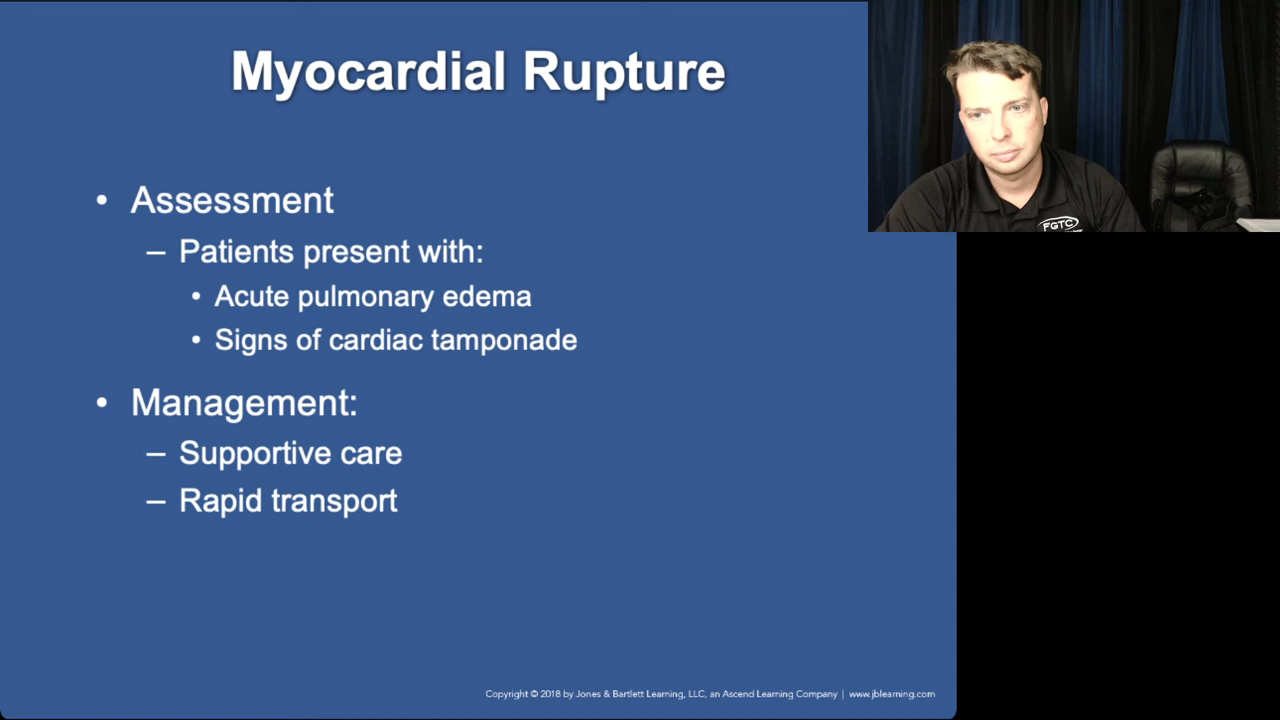 Myocardial Rupture
• Assessment
– Patients present with:
• Acute pulmonary edema
• Signs of cardiac tamponade
• Management:
– Supportive care
– Rapid transport
FGTC
Copyright © 2018 by Jones & Bartlett Learning, LLC, an Ascend Learning Company | www.jblearning.com